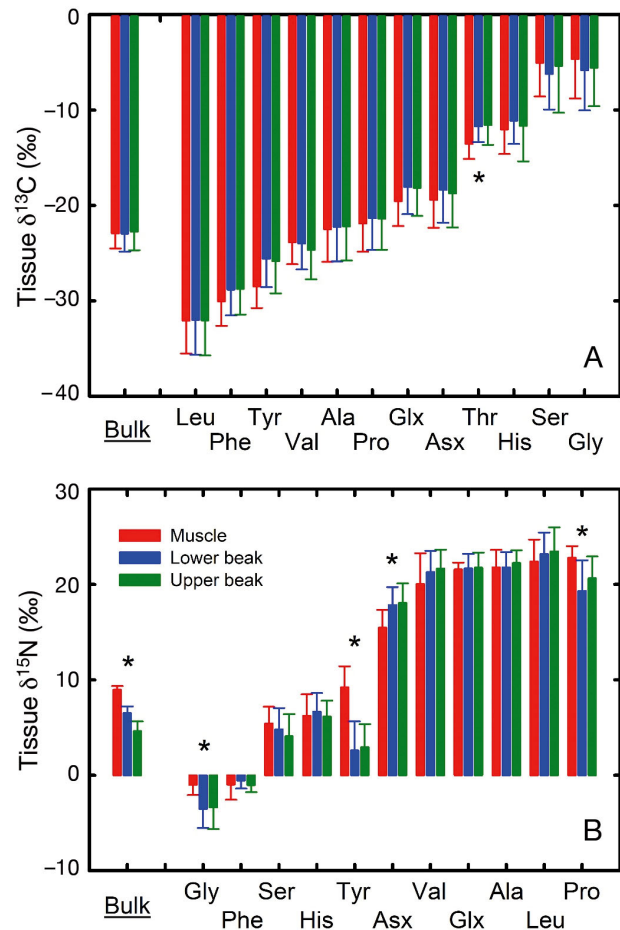 0
−10
−20
−30
−40
Tissue δ¹³C (‰)
*
A
Bulk
Leu Tyr Ala Glx Thr Ser
Phe Val Pro Asx His Gly
30
20
10
0
−10
Tissue δ¹⁵N (‰)
Muscle
Lower beak
Upper beak
* * * * *
B
Bulk
Gly Ser Tyr Val Ala Pro
Phe His Asx Glx Leu